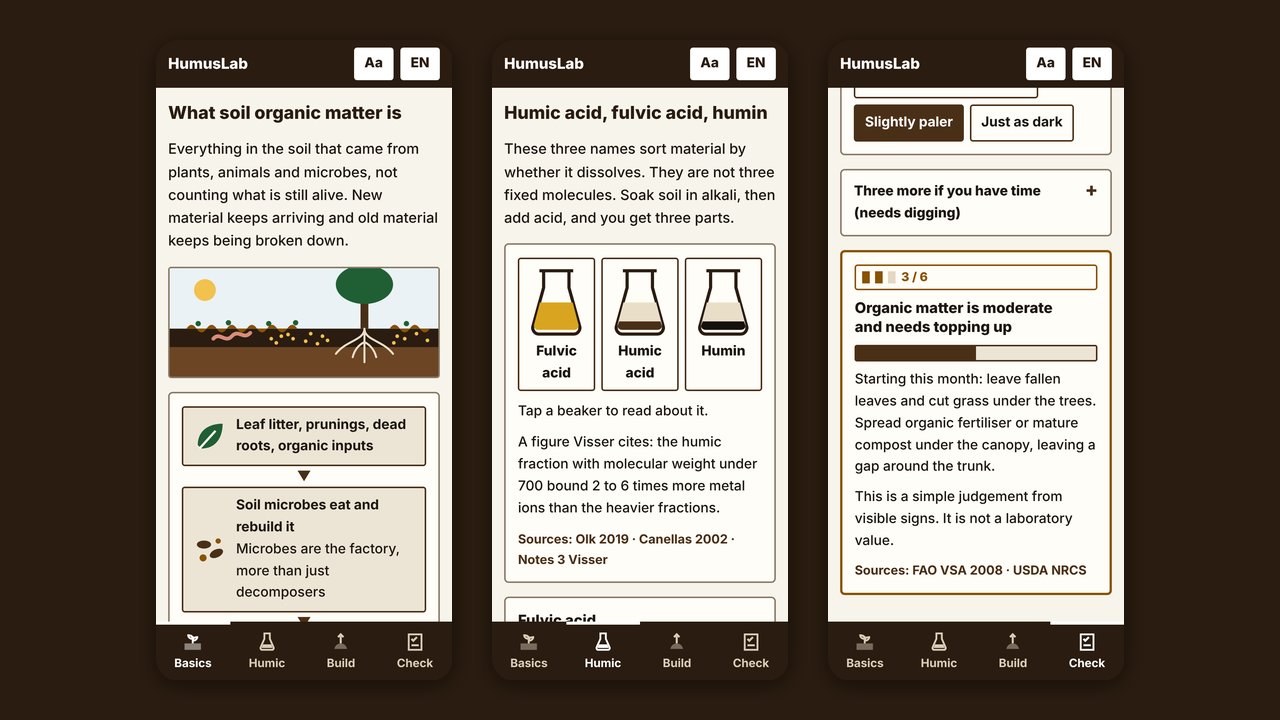 HumusLab
Aa
EN
What soil organic matter is
Everything in the soil that came from
plants, animals and microbes, not
counting what is still alive. New
material keeps arriving and old material
keeps being broken down.
Leaf litter, prunings, dead
roots, organic inputs
Soil microbes eat and
rebuild it
Microbes are the factory,
more than just
decomposers
Basics
Humic
Build
Check
HumusLab
Aa
EN
Humic acid, fulvic acid, humin
These three names sort material by
whether it dissolves. They are not three
fixed molecules. Soak soil in alkali, then
add acid, and you get three parts.
Fulvic
acid
Humic
acid
Humin
Tap a beaker to read about it.
A figure Visser cites: the humic
fraction with molecular weight under
700 bound 2 to 6 times more metal
ions than the heavier fractions.
Sources: Olk 2019 · Canellas 2002 ·
Notes 3 Visser
Fulvic acid
Basics
Humic
Build
Check
HumusLab
Aa
EN
Slightly paler
Just as dark
Three more if you have time
(needs digging)
+
3 / 6
Organic matter is moderate
and needs topping up
Starting this month: leave fallen
leaves and cut grass under the trees.
Spread organic fertiliser or mature
compost under the canopy, leaving a
gap around the trunk.
This is a simple judgement from
visible signs. It is not a laboratory
value.
Sources: FAO VSA 2008 · USDA NRCS
Basics
Humic
Build
Check